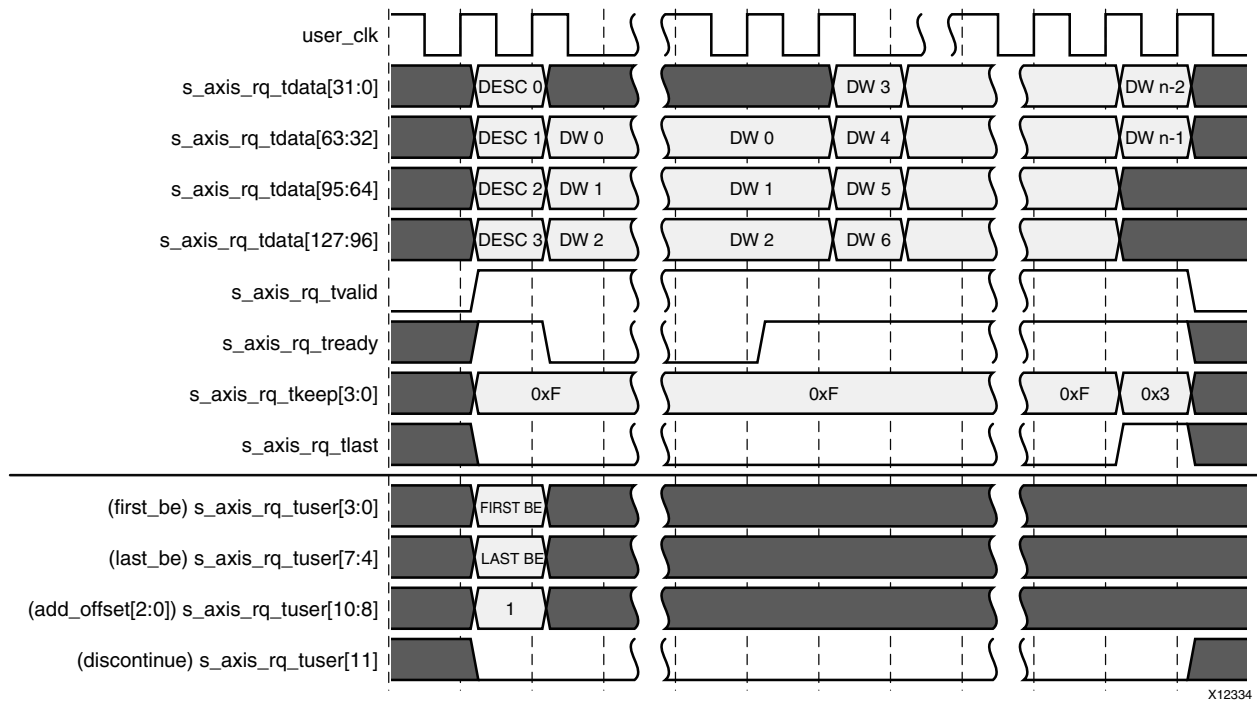 user_clk
s_axis_rq_tdata[31:0] DESC 0 DW 3 DW n-2
s_axis_rq_tdata[63:32] DESC 1 DW 0 DW 0 DW 4 DW n-1
s_axis_rq_tdata[95:64] DESC 2 DW 1 DW 1 DW 5
s_axis_rq_tdata[127:96] DESC 3 DW 2 DW 2 DW 6
s_axis_rq_tvalid
s_axis_rq_tready
s_axis_rq_tkeep[3:0] 0xF 0xF 0xF 0x3
s_axis_rq_tlast
(first_be) s_axis_rq_tuser[3:0] FIRST BE
(last_be) s_axis_rq_tuser[7:4] LAST BE
(add_offset[2:0]) s_axis_rq_tuser[10:8] 1
(discontinue) s_axis_rq_tuser[11]
X12334